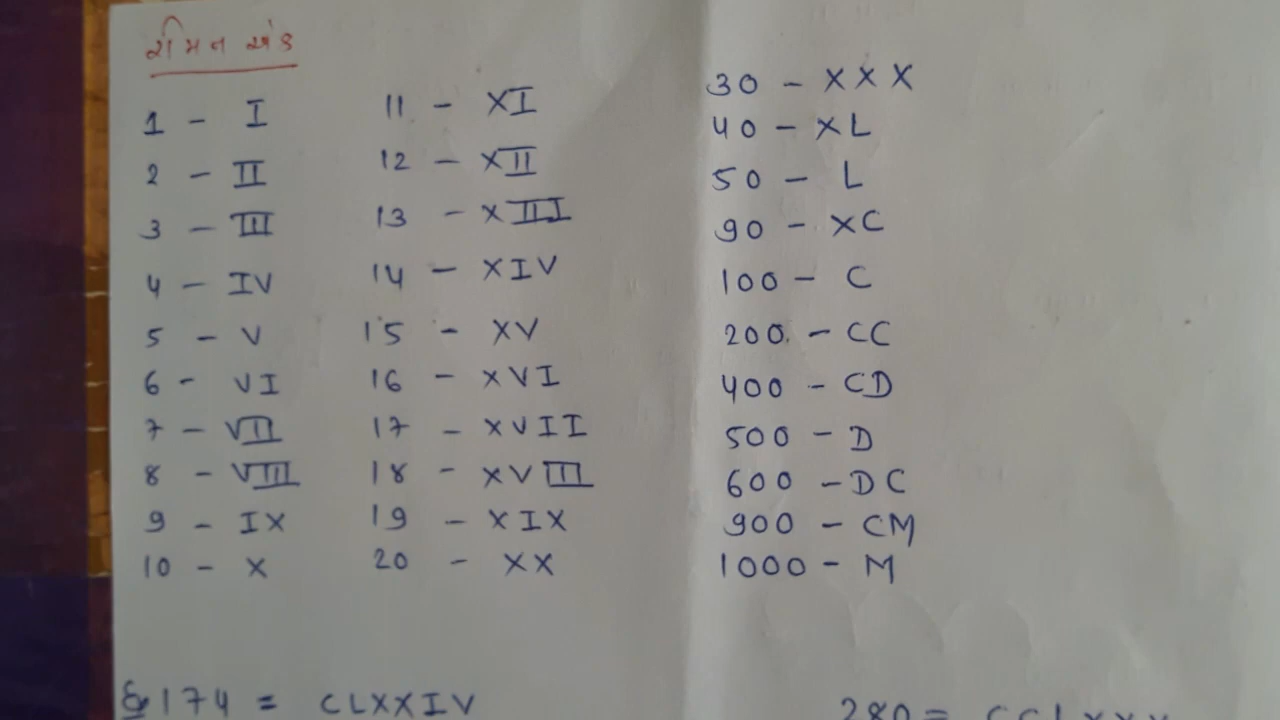 રોમન અંક
1 - I
2 - II
3 - III
4 - IV
5 - V
6 - VI
7 - VII
8 - VIII
9 - IX
10 - X
11 - XI
12 - XII
13 - XIII
14 - XIV
15 - XV
16 - XVI
17 - XVII
18 - XVIII
19 - XIX
20 - XX
30 - XXX
40 - XL
50 - L
90 - XC
100 - C
200 - CC
400 - CD
500 - D
600 - DC
900 - CM
1000 - M
174 = CLXXIV
280 = CCLXXX